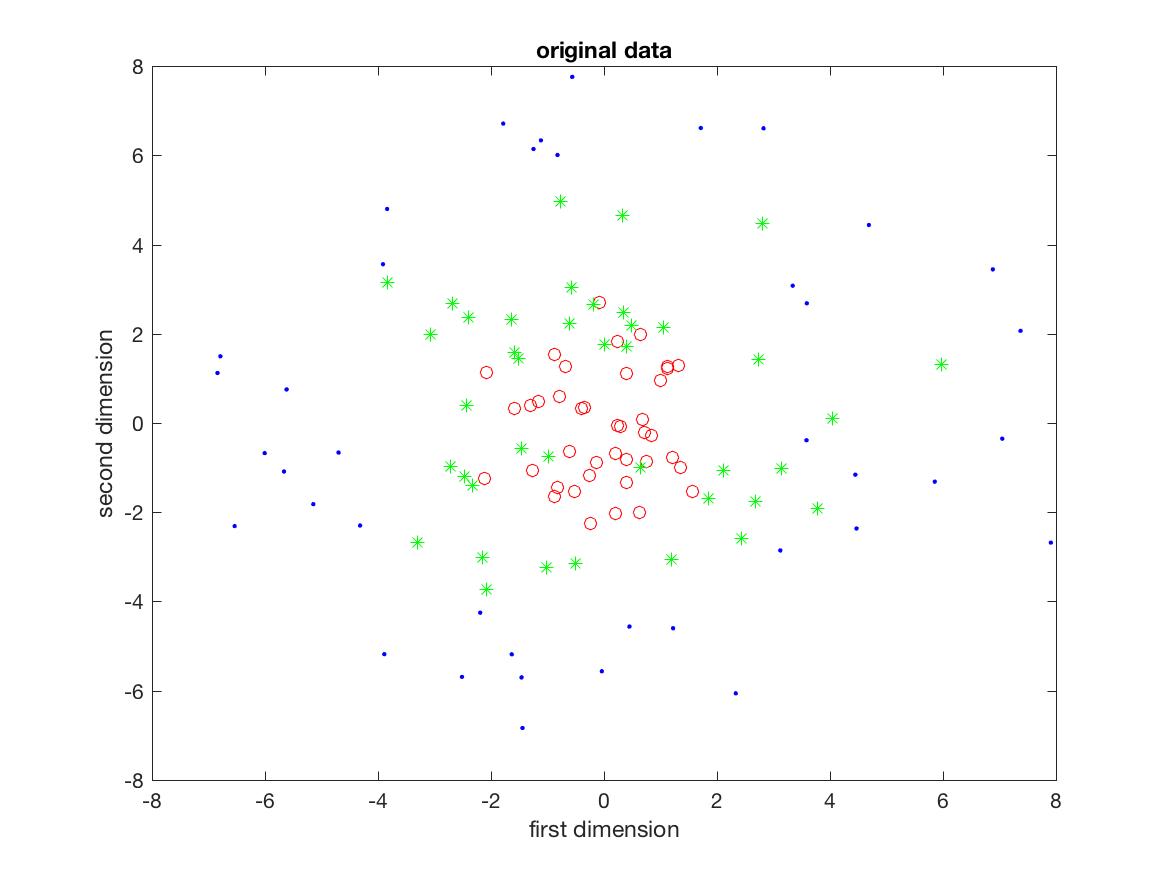 original data
8
6
4
2
0
-2
-4
-6
-8
second dimension
-8 -6 -4 -2 0 2 4 6 8
first dimension